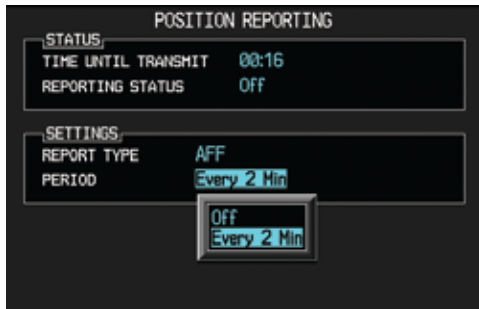 POSITION REPORTING
STATUS
TIME UNTIL TRANSMIT 00:16
REPORTING STATUS Off
SETTINGS
REPORT TYPE AFF
PERIOD Every 2 Min
Off
Every 2 Min